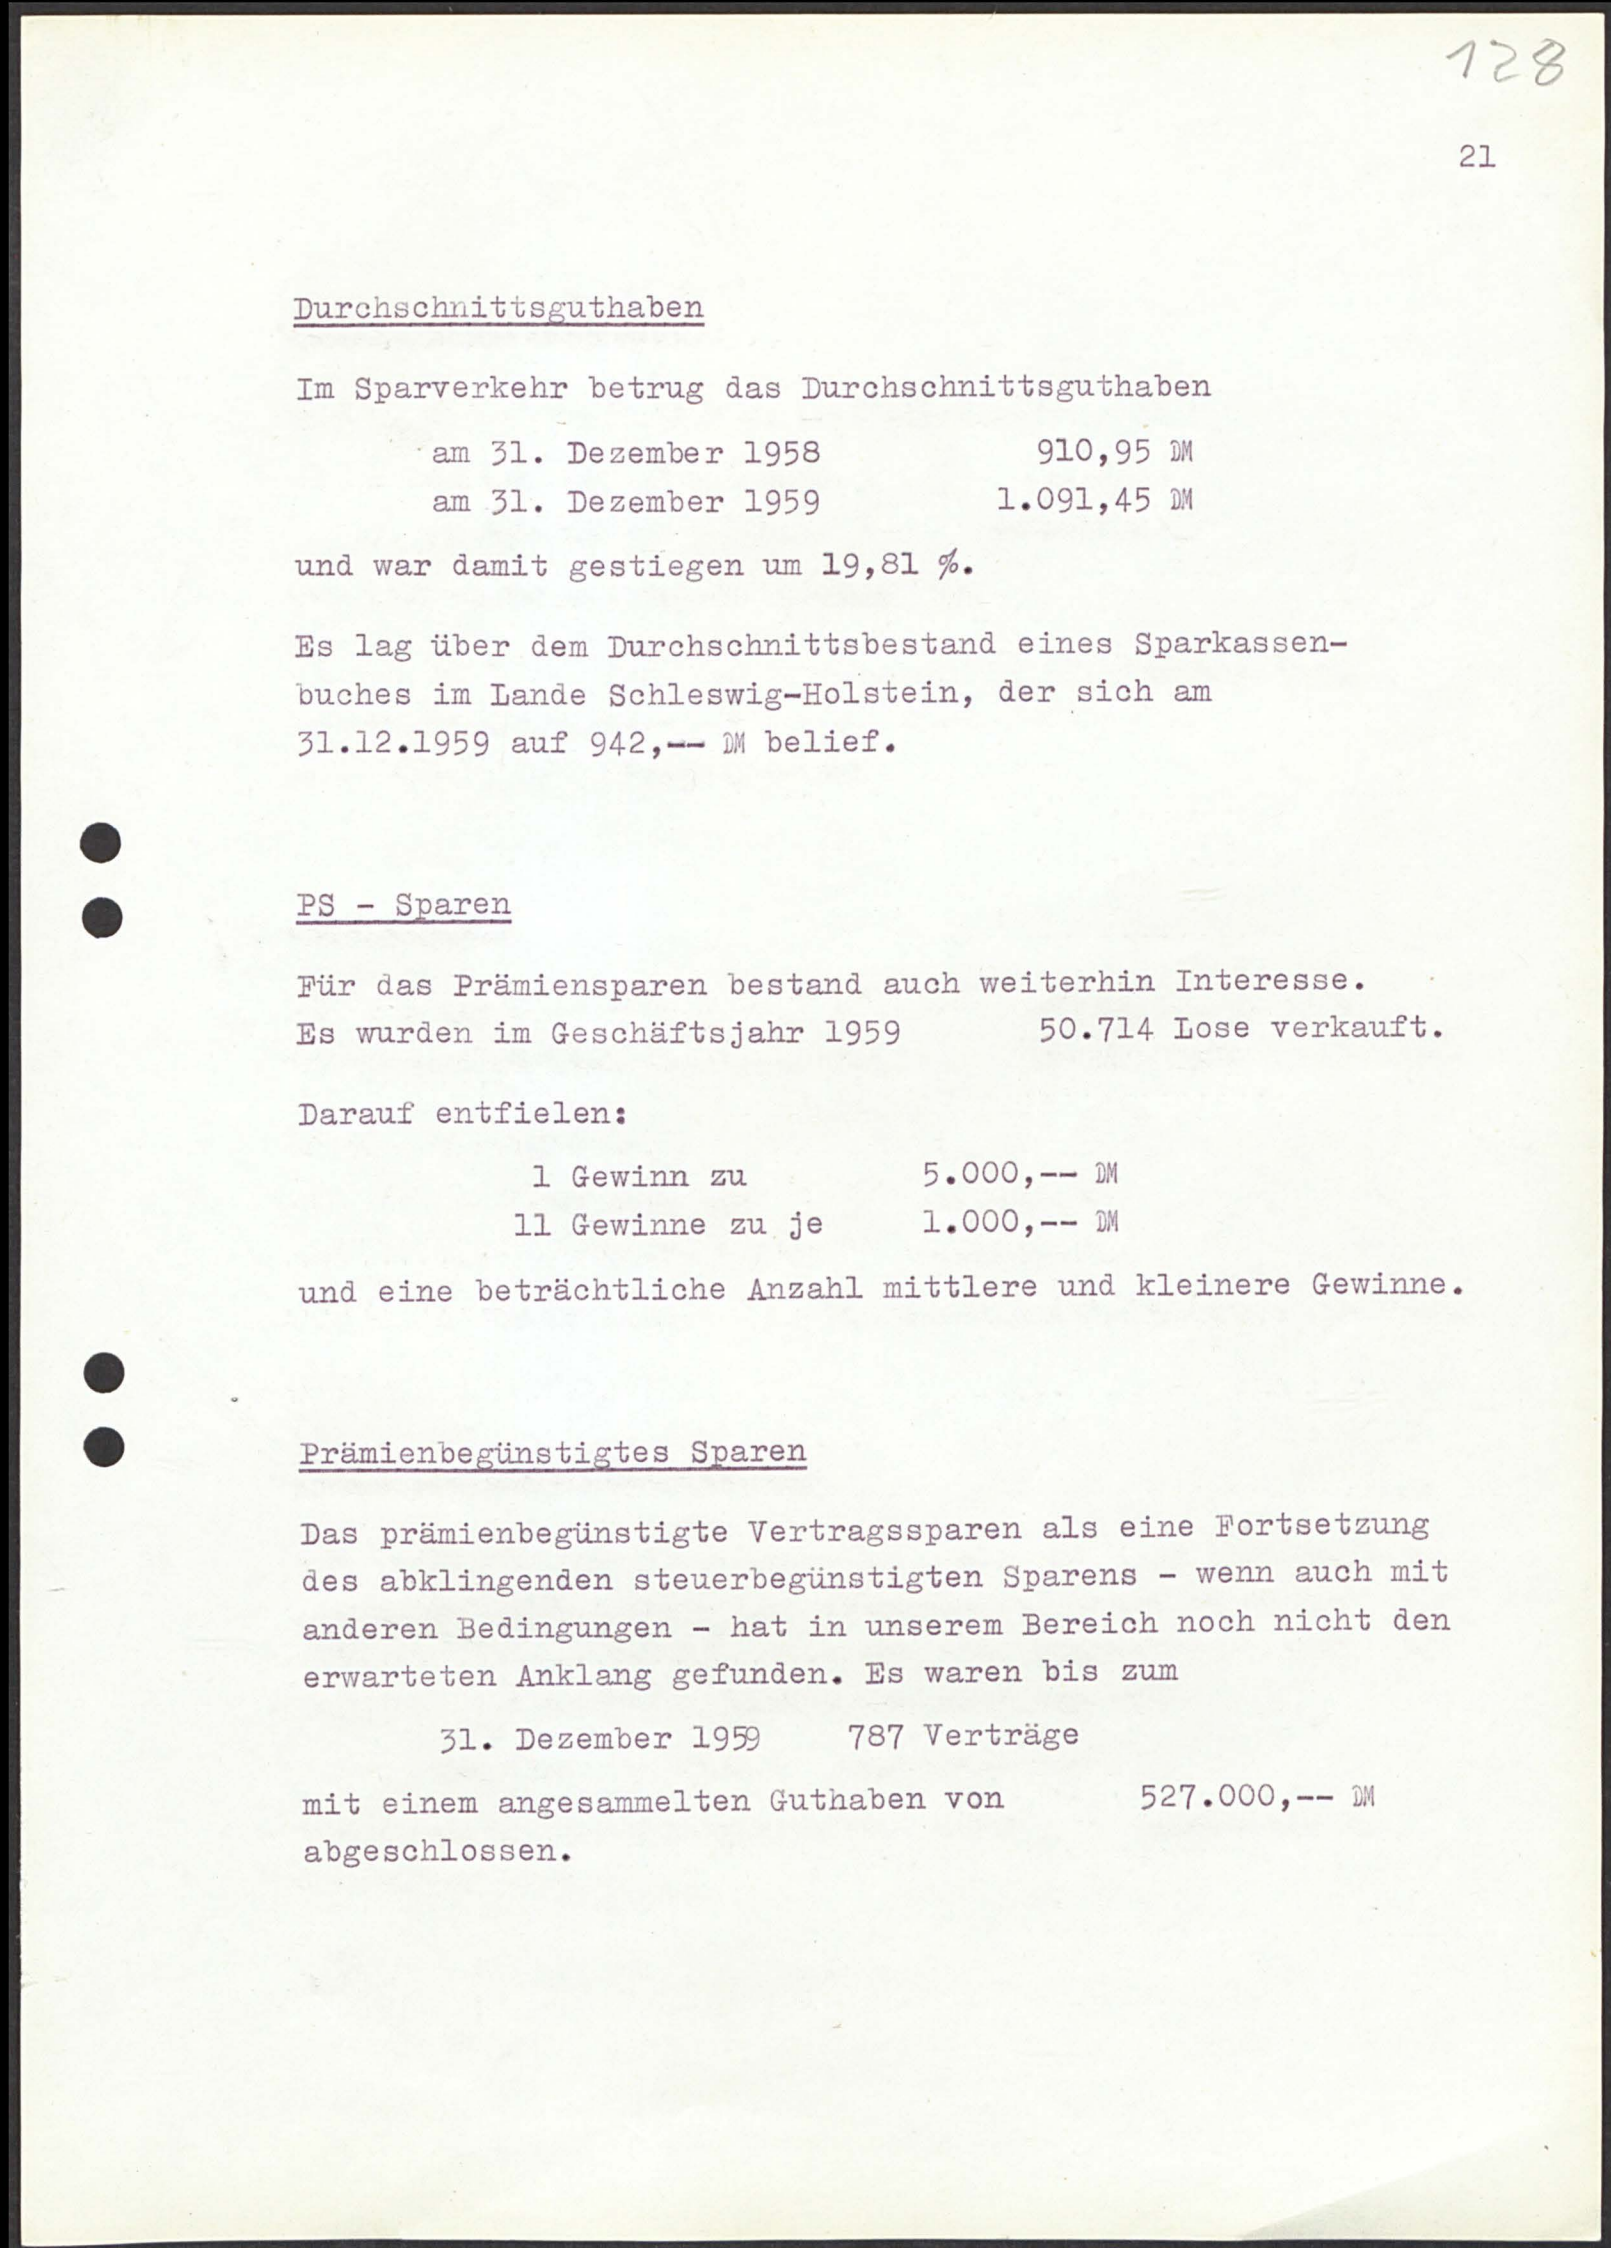 128
21
Durchschnittsguthaben
Im Sparverkehr betrug das Durchschnittsguthaben
am 31. Dezember 1958 910,95 DM
am 31. Dezember 1959 1.091,45 DM
und war damit gestiegen um 19,81 %.
Es lag über dem Durchschnittsbestand eines Sparkassen-
buches im Lande Schleswig-Holstein, der sich am
31.12.1959 auf 942,-- DM belief.
PS - Sparen
Für das Prämiensparen bestand auch weiterhin Interesse.
Es wurden im Geschäftsjahr 1959 50.714 Lose verkauft.
Darauf entfielen:
1 Gewinn zu 5.000,-- DM
11 Gewinne zu je 1.000,-- DM
und eine beträchtliche Anzahl mittlere und kleinere Gewinne.
Prämienbegünstigtes Sparen
Das prämienbegünstigte Vertragssparen als eine Fortsetzung
des abklingenden steuerbegünstigten Sparens - wenn auch mit
anderen Bedingungen - hat in unserem Bereich noch nicht den
erwarteten Anklang gefunden. Es waren bis zum
31. Dezember 1959 787 Verträge
mit einem angesammelten Guthaben von 527.000,-- DM
abgeschlossen.